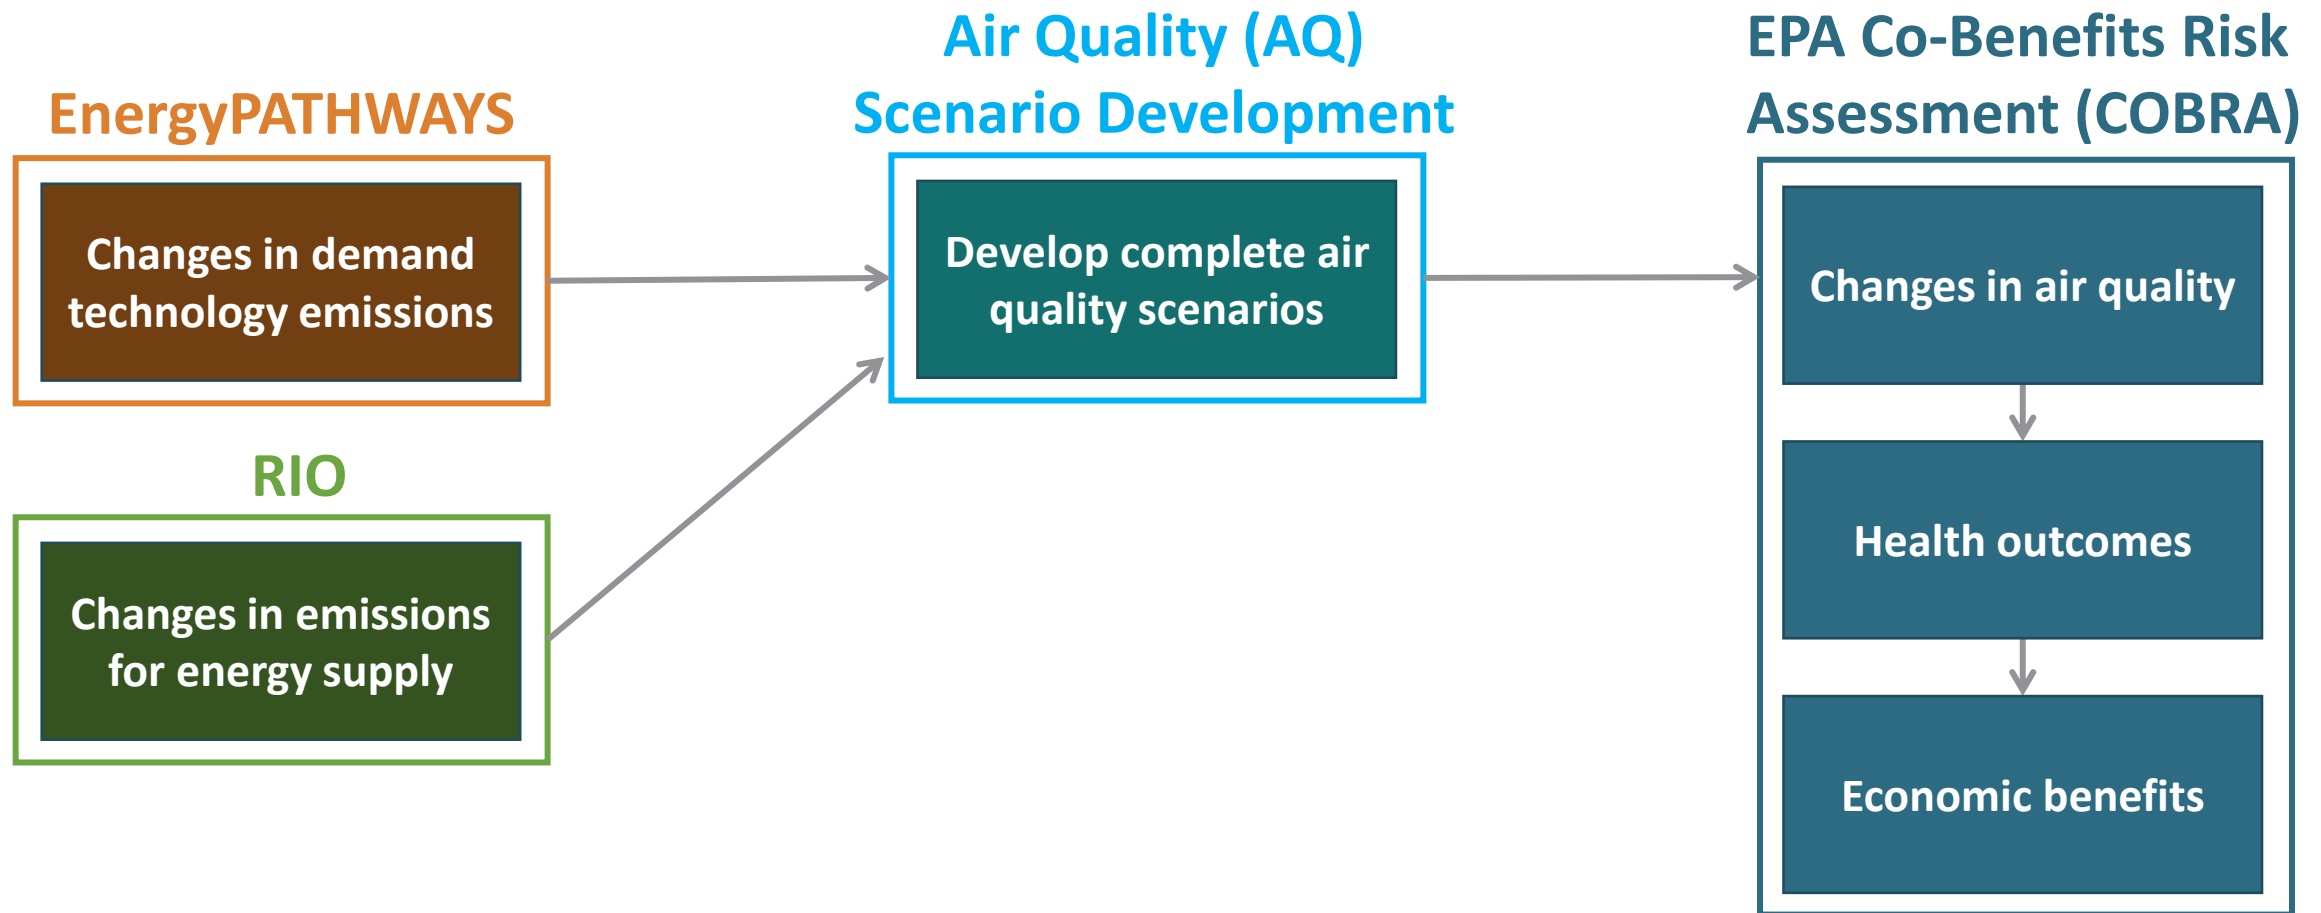 EnergyPATHWAYS
Changes in demand
technology emissions
RIO
Changes in emissions
for energy supply
Air Quality (AQ)
Scenario Development
Develop complete air
quality scenarios
EPA Co-Benefits Risk
Assessment (COBRA)
Changes in air quality
Health outcomes
Economic benefits